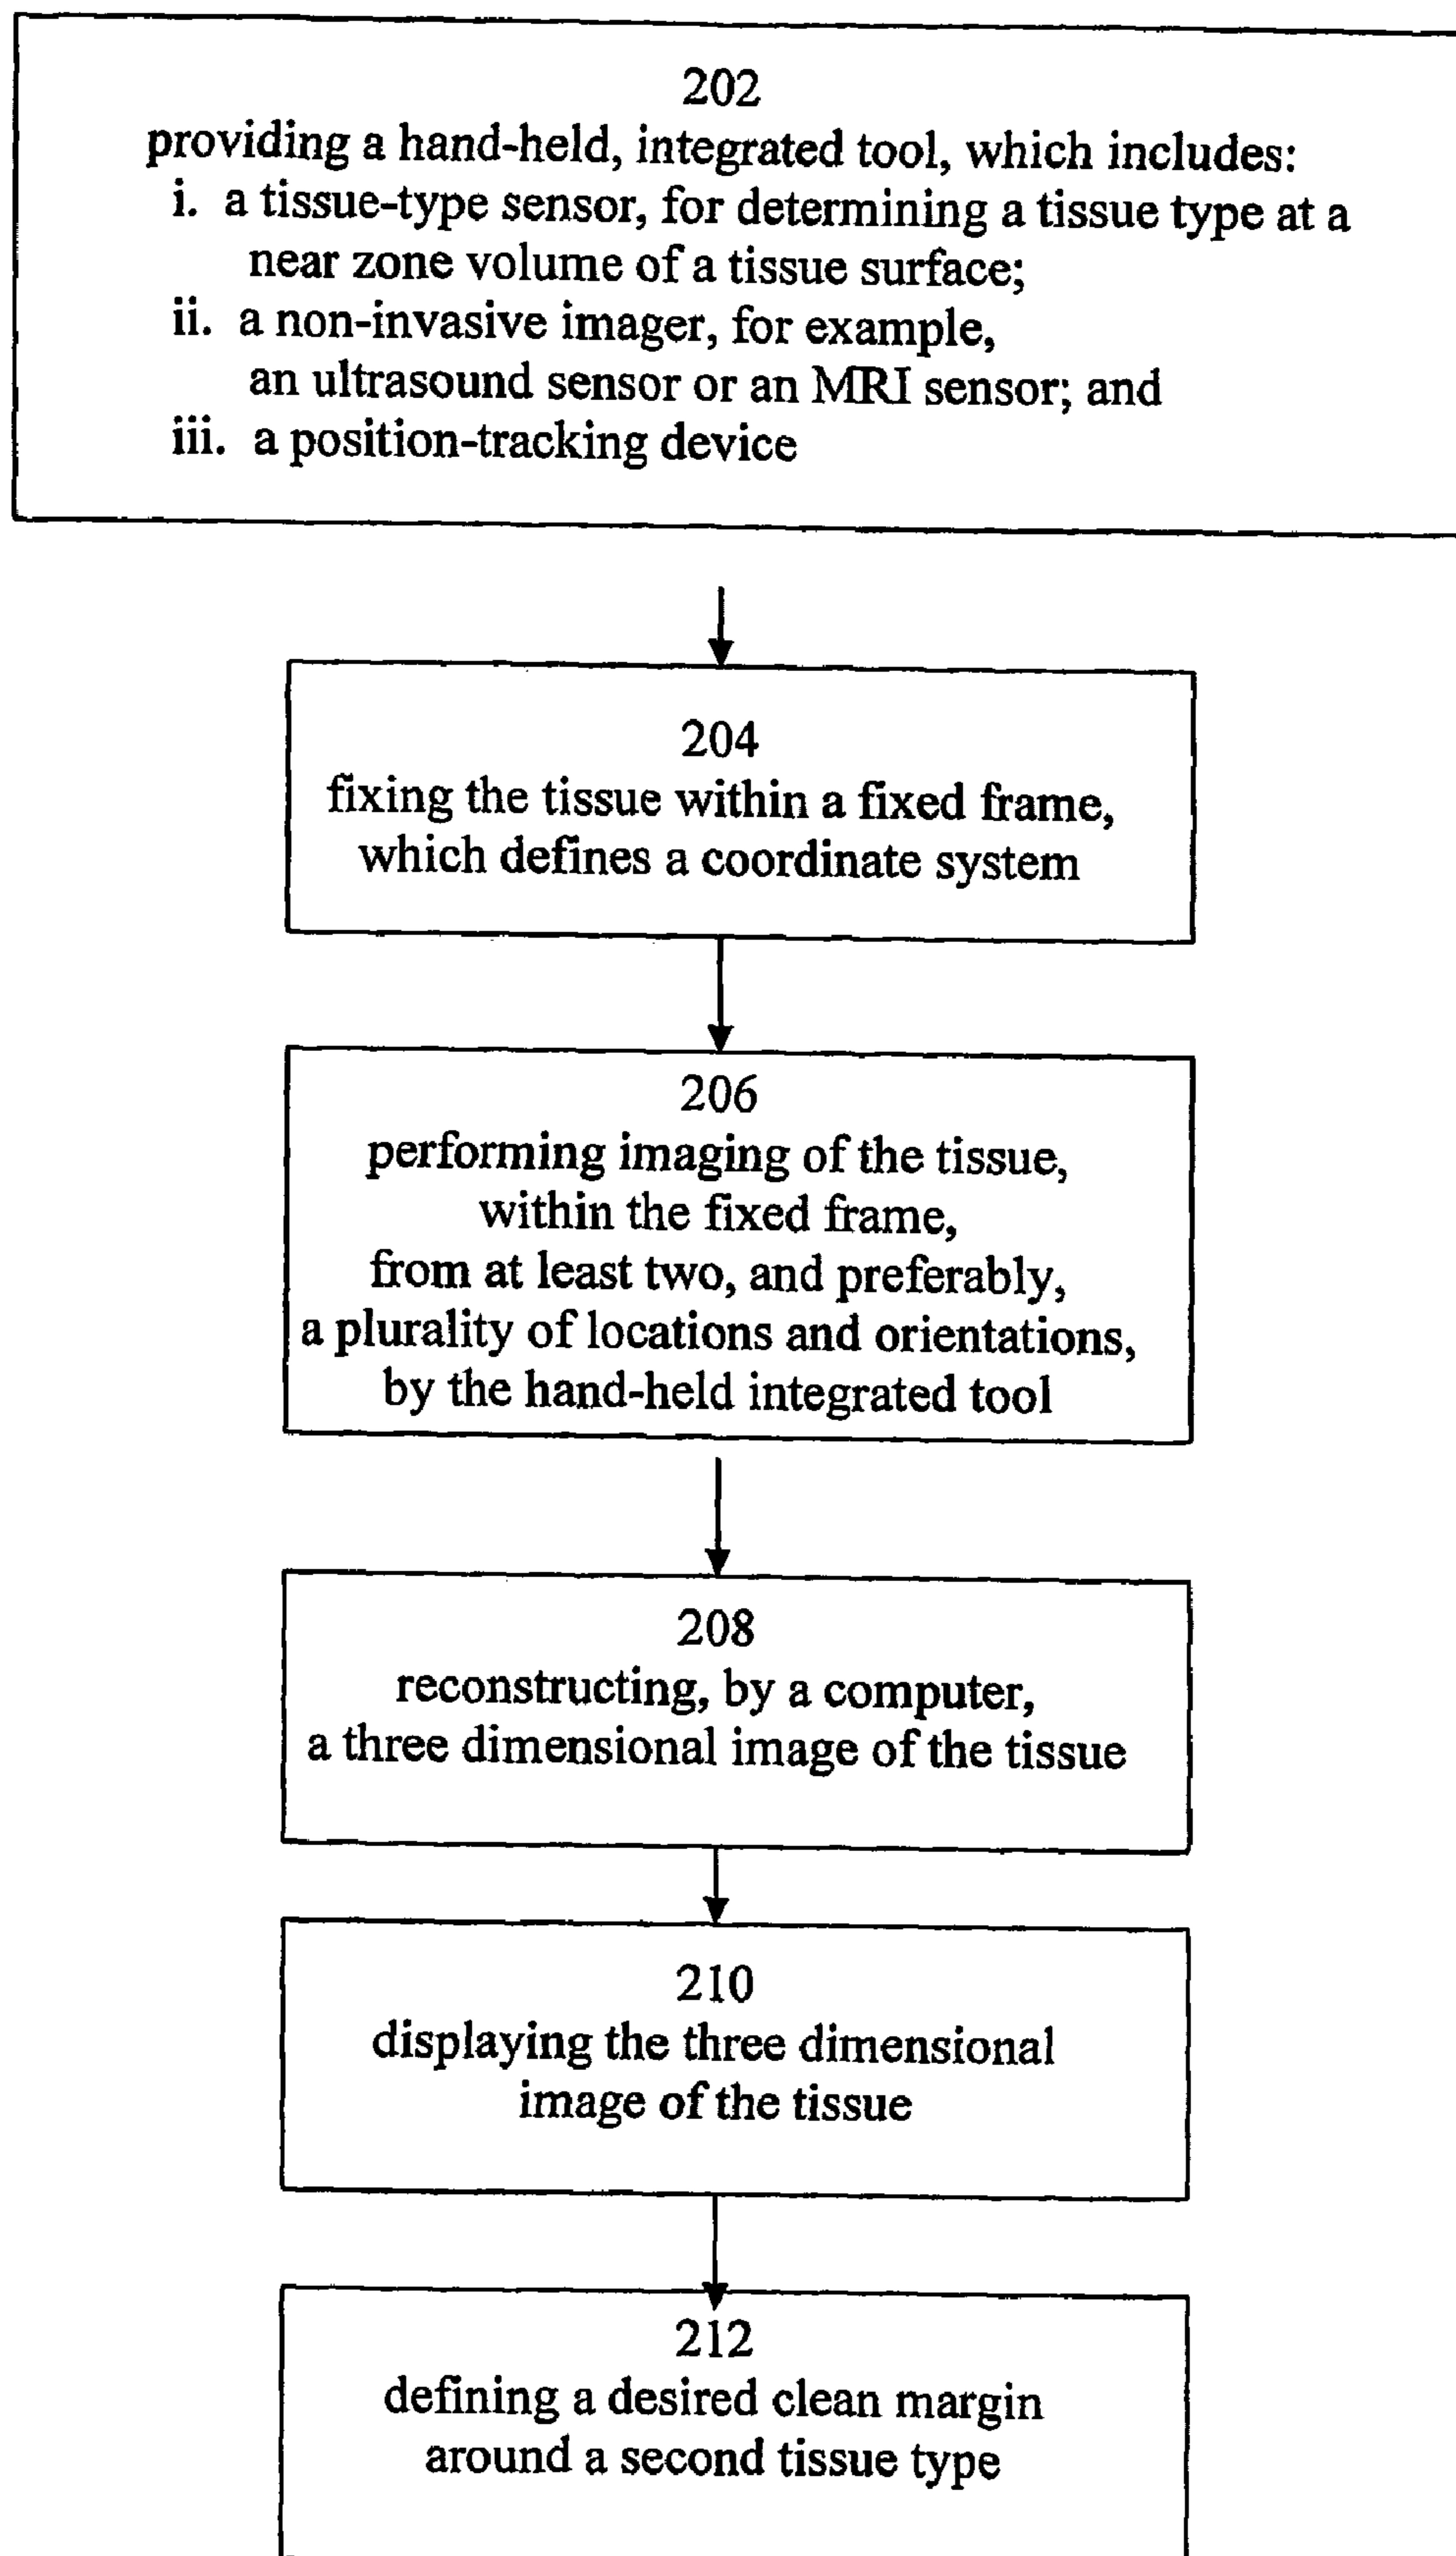 202
providing a hand-held, integrated tool, which includes:
i. a tissue-type sensor, for determining a tissue type at a
near zone volume of a tissue surface;
ii. a non-invasive imager, for example,
an ultrasound sensor or an MRI sensor; and
iii. a position-tracking device
204
fixing the tissue within a fixed frame,
which defines a coordinate system
206
performing imaging of the tissue,
within the fixed frame,
from at least two, and preferably,
a plurality of locations and orientations,
by the hand-held integrated tool
208
reconstructing, by a computer,
a three dimensional image of the tissue
210
displaying the three dimensional
image of the tissue
212
defining a desired clean margin
around a second tissue type